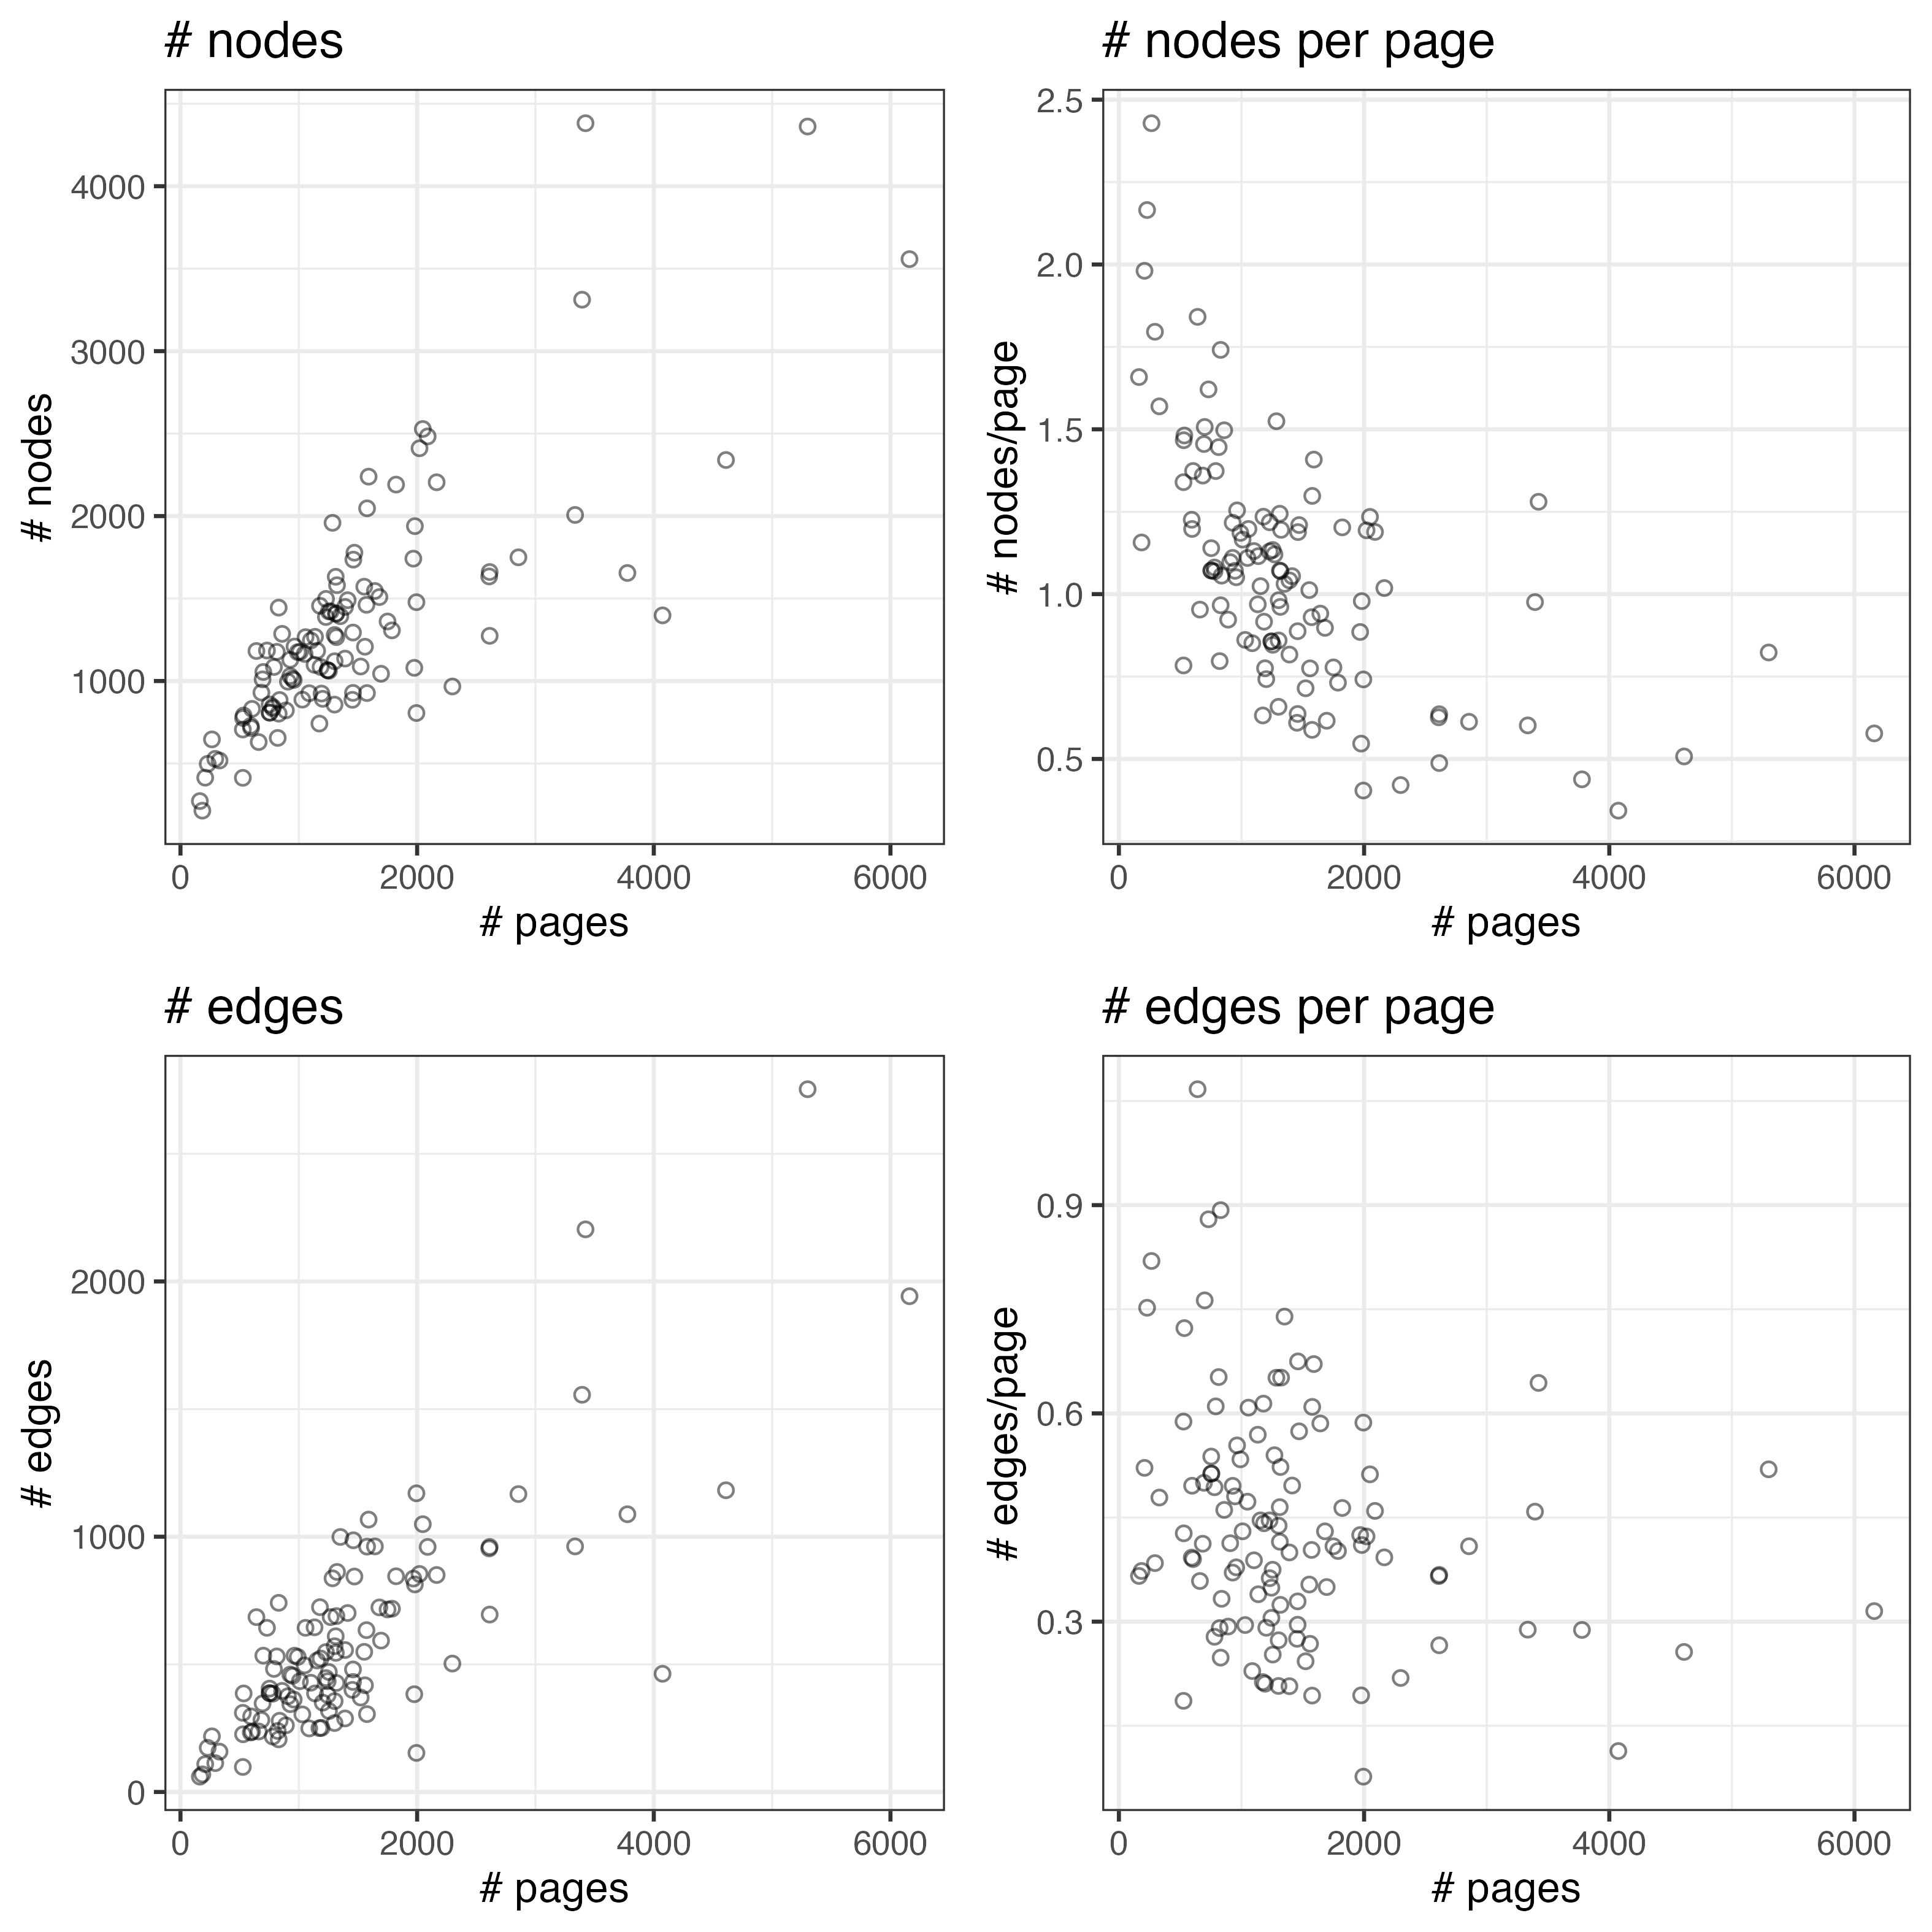 # nodes
# nodes
4000
3000
2000
1000
0 2000 4000 6000
# pages
# nodes per page
# nodes/page
2.5
2.0
1.5
1.0
0.5
0 2000 4000 6000
# pages
# edges
# edges
2000
1000
0
0 2000 4000 6000
# pages
# edges per page
# edges/page
0.9
0.6
0.3
0 2000 4000 6000
# pages